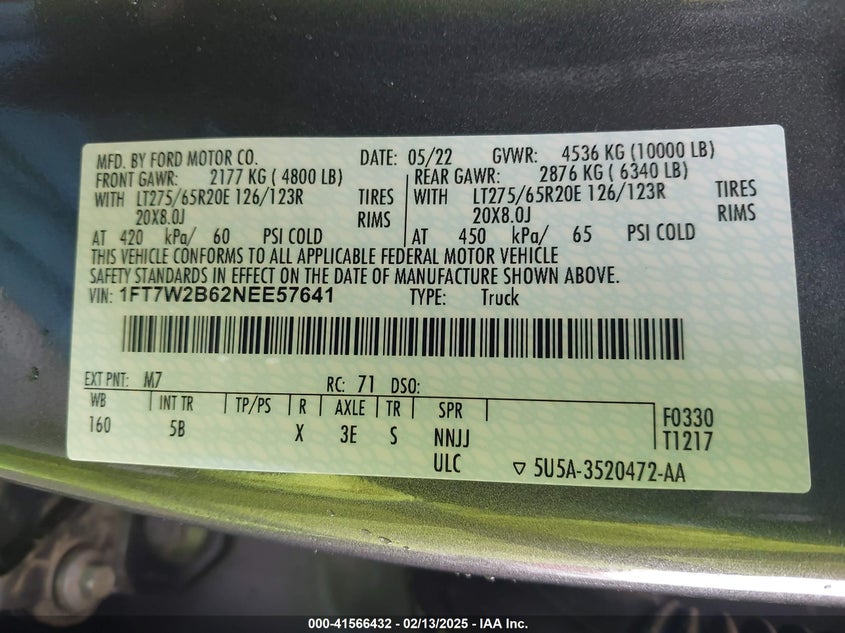 MFD. BY FORD MOTOR CO. DATE: 05/22 GVWR: 4536 KG (10000 LB)
FRONT GAWR: 2177 KG ( 4800 LB) REAR GAWR: 2876 KG ( 6340 LB)
WITH LT275/65R20E 126/123R TIRES WITH LT275/65R20E 126/123R TIRES
20X8.0J RIMS 20X8.0J RIMS
AT 420 kPa/ 60 PSI COLD AT 450 kPa/ 65 PSI COLD
THIS VEHICLE CONFORMS TO ALL APPLICABLE FEDERAL MOTOR VEHICLE
SAFETY STANDARDS IN EFFECT ON THE DATE OF MANUFACTURE SHOWN ABOVE.
VIN: 1FT7W2B62NEE57641 TYPE: Truck
EXT PNT: M7 RC: 71 DSO:
WB INT TR TP/PS R AXLE TR SPR F0330
160 5B X 3E S NNJJ T1217
ULC ▽ 5U5A-3520472-AA
000-41566432 - 02/13/2025 - IAA Inc.